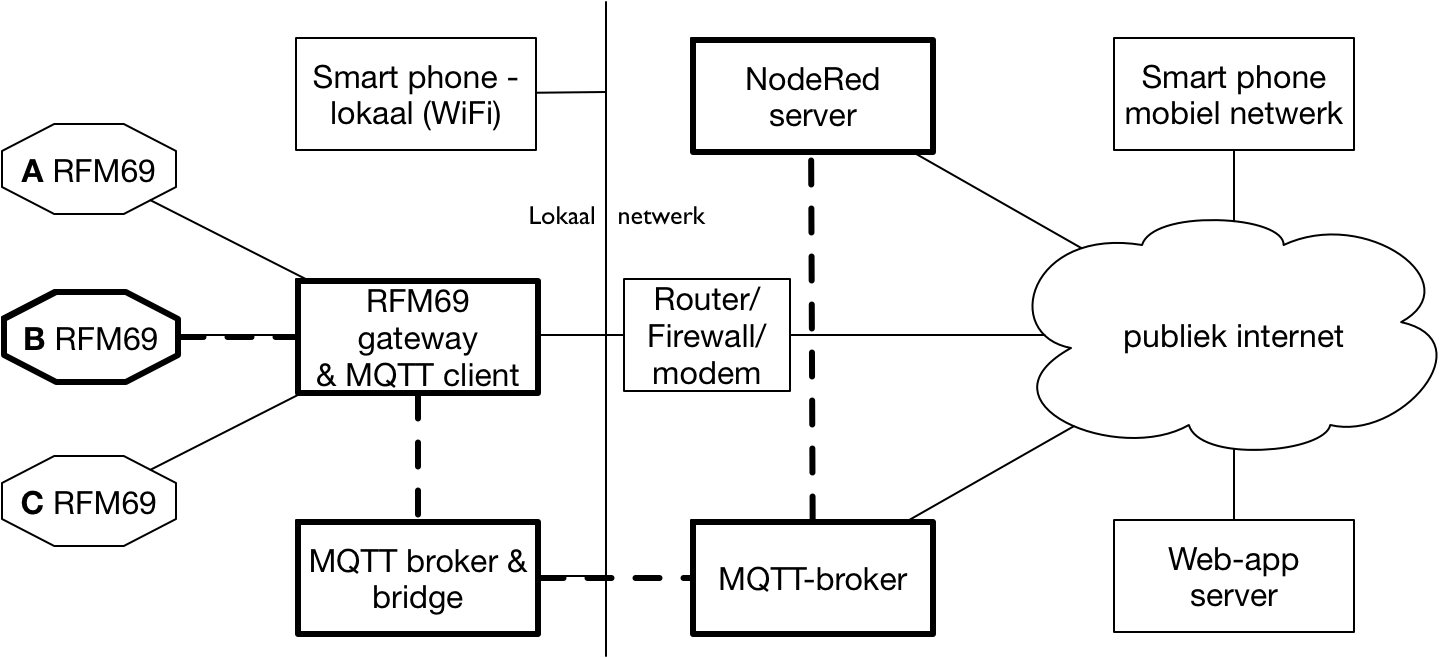 Smart phone -
lokaal (WiFi)
NodeRed
server
Smart phone
mobiel netwerk
A RFM69
Lokaal netwerk
RFM69
gateway
& MQTT client
B RFM69
Router/
Firewall/
modem
publiek internet
C RFM69
MQTT broker &
bridge
MQTT-broker
Web-app
server